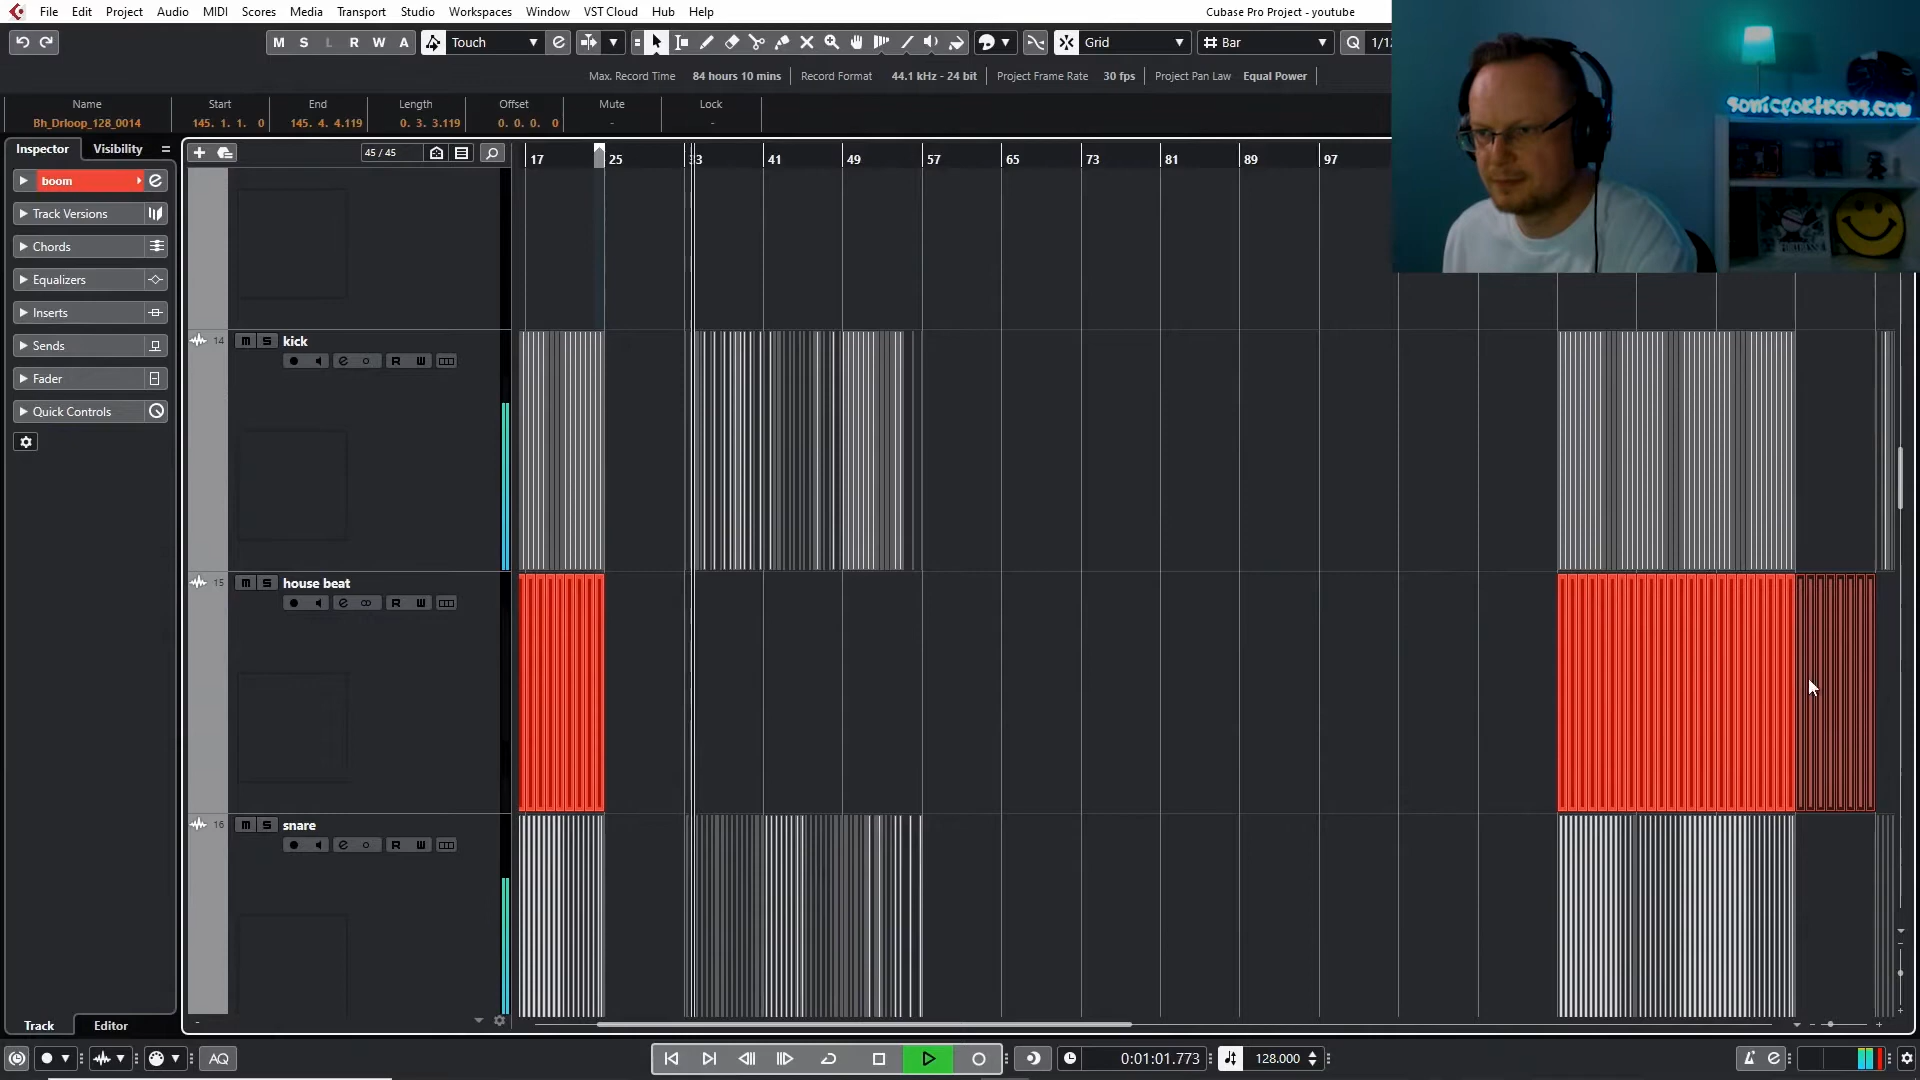 File Edit Project Audio MIDI Scores Media Transport Studio Workspaces Window VST Cloud Hub Help
Cubase Pro Project - youtube
M S L R W A Touch Grid Bar 1/1
Max. Record Time 84 hours 10 mins Record Format 44.1 kHz - 24 bit Project Frame Rate 30 fps Project Pan Law Equal Power
Name Start End Length Offset Mute Lock
Bh_Drloop_128_0014 145. 1. 1. 0 145. 4. 4.119 0. 3. 3.119 0. 0. 0. 0 - -
sonicfortress.com
Inspector Visibility
45 / 45
17 25 33 41 49 57 65 73 81 89 97
boom
Track Versions
Chords
Equalizers
Inserts
Sends
Fader
Quick Controls
14 m S kick
R W
15 m S house beat
R W
16 m S snare
R W
Track Editor
AQ
0:01:01.773
128.000